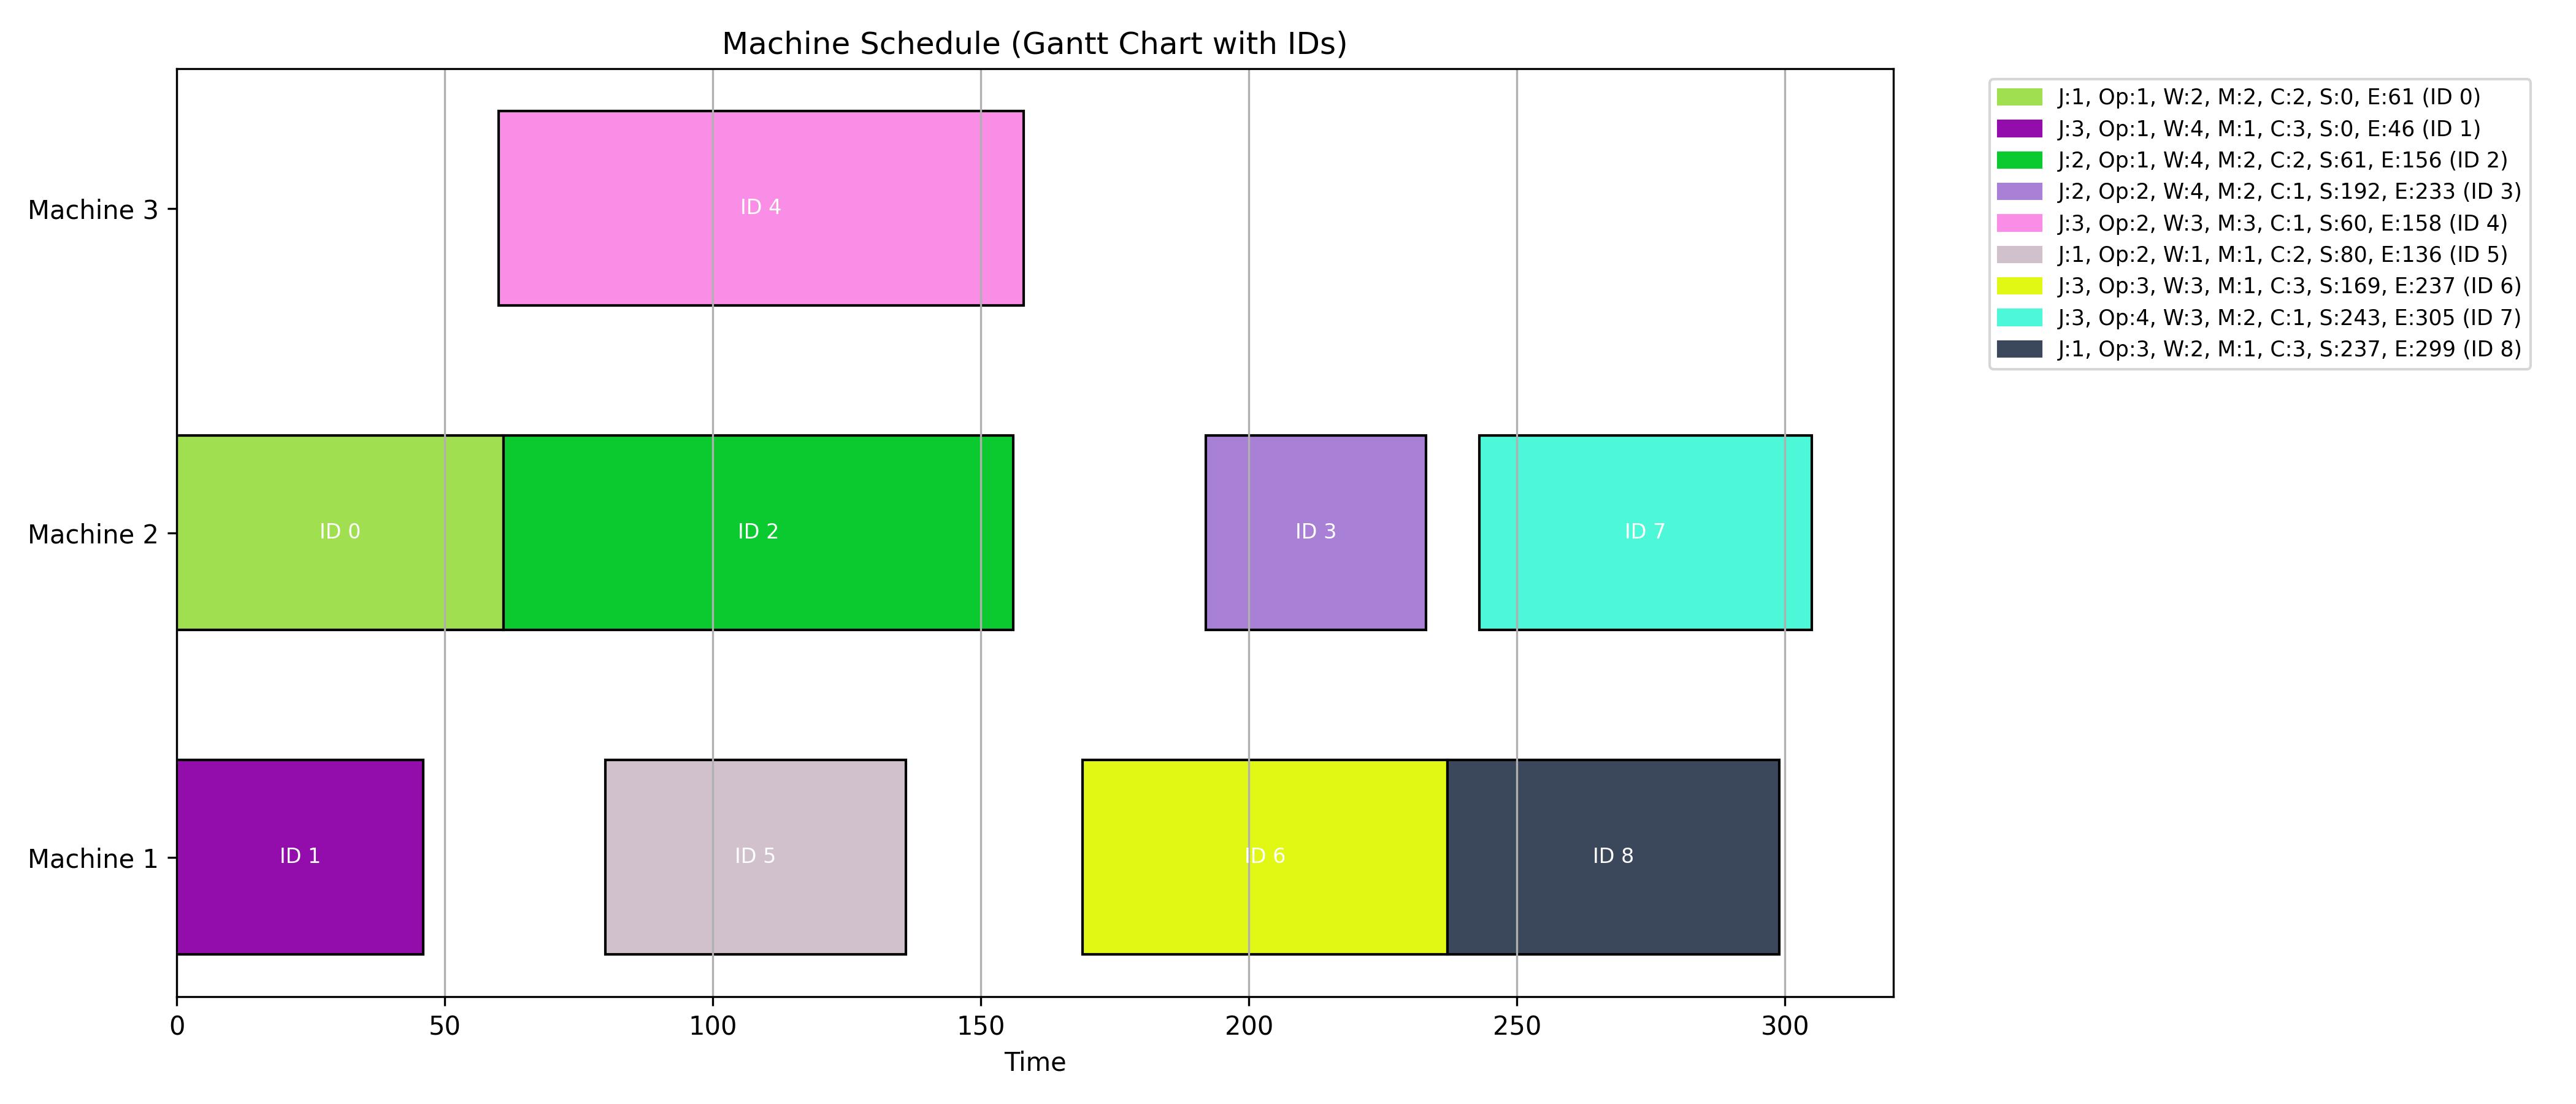 Machine Schedule (Gantt Chart with IDs)
J:1, Op:1, W:2, M:2, C:2, S:0, E:61 (ID 0)
J:3, Op:1, W:4, M:1, C:3, S:0, E:46 (ID 1)
J:2, Op:1, W:4, M:2, C:2, S:61, E:156 (ID 2)
J:2, Op:2, W:4, M:2, C:1, S:192, E:233 (ID 3)
J:3, Op:2, W:3, M:3, C:1, S:60, E:158 (ID 4)
J:1, Op:2, W:1, M:1, C:2, S:80, E:136 (ID 5)
J:3, Op:3, W:3, M:1, C:3, S:169, E:237 (ID 6)
J:3, Op:4, W:3, M:2, C:1, S:243, E:305 (ID 7)
J:1, Op:3, W:2, M:1, C:3, S:237, E:299 (ID 8)
Machine 3
ID 4
Machine 2
ID 0
ID 2
ID 3
ID 7
Machine 1
ID 1
ID 5
ID 6
ID 8
0 50 100 150 200 250 300
Time